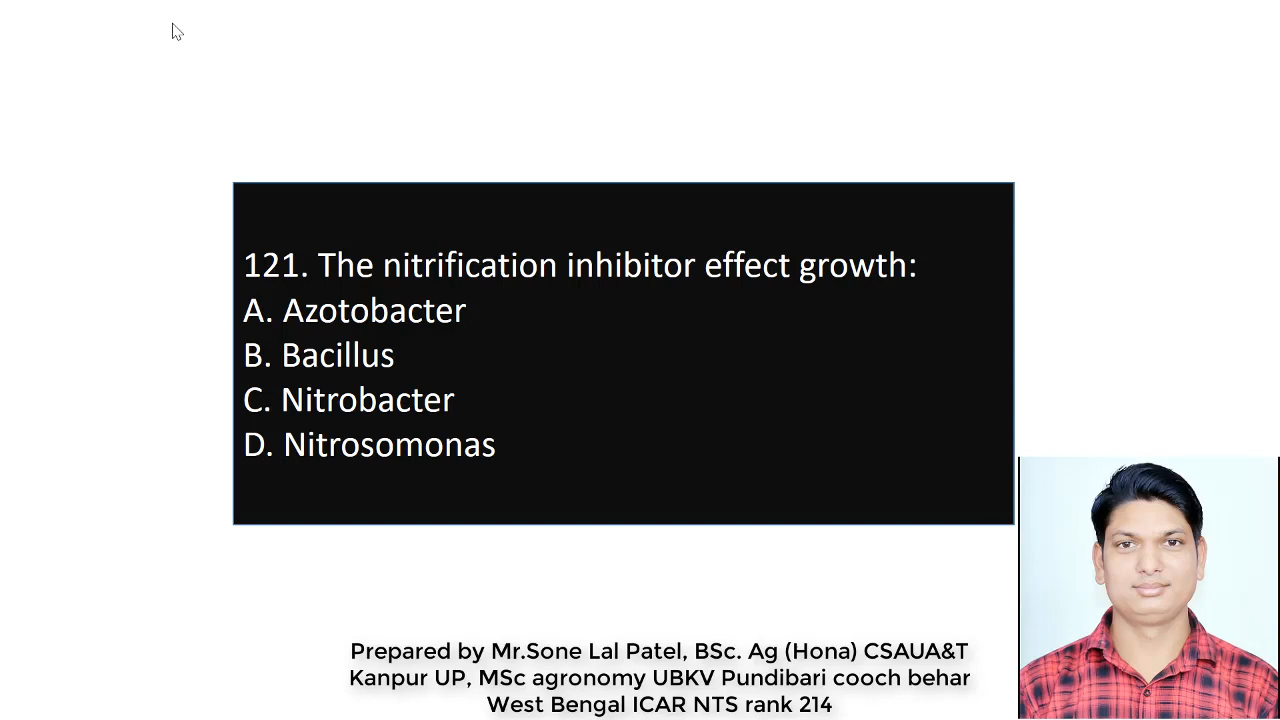 121. The nitrification inhibitor effect growth:
A. Azotobacter
B. Bacillus
C. Nitrobacter
D. Nitrosomonas
Prepared by Mr.Sone Lal Patel, BSc. Ag (Hona) CSAUA&T
Kanpur UP, MSc agronomy UBKV Pundibari cooch behar
West Bengal ICAR NTS rank 214